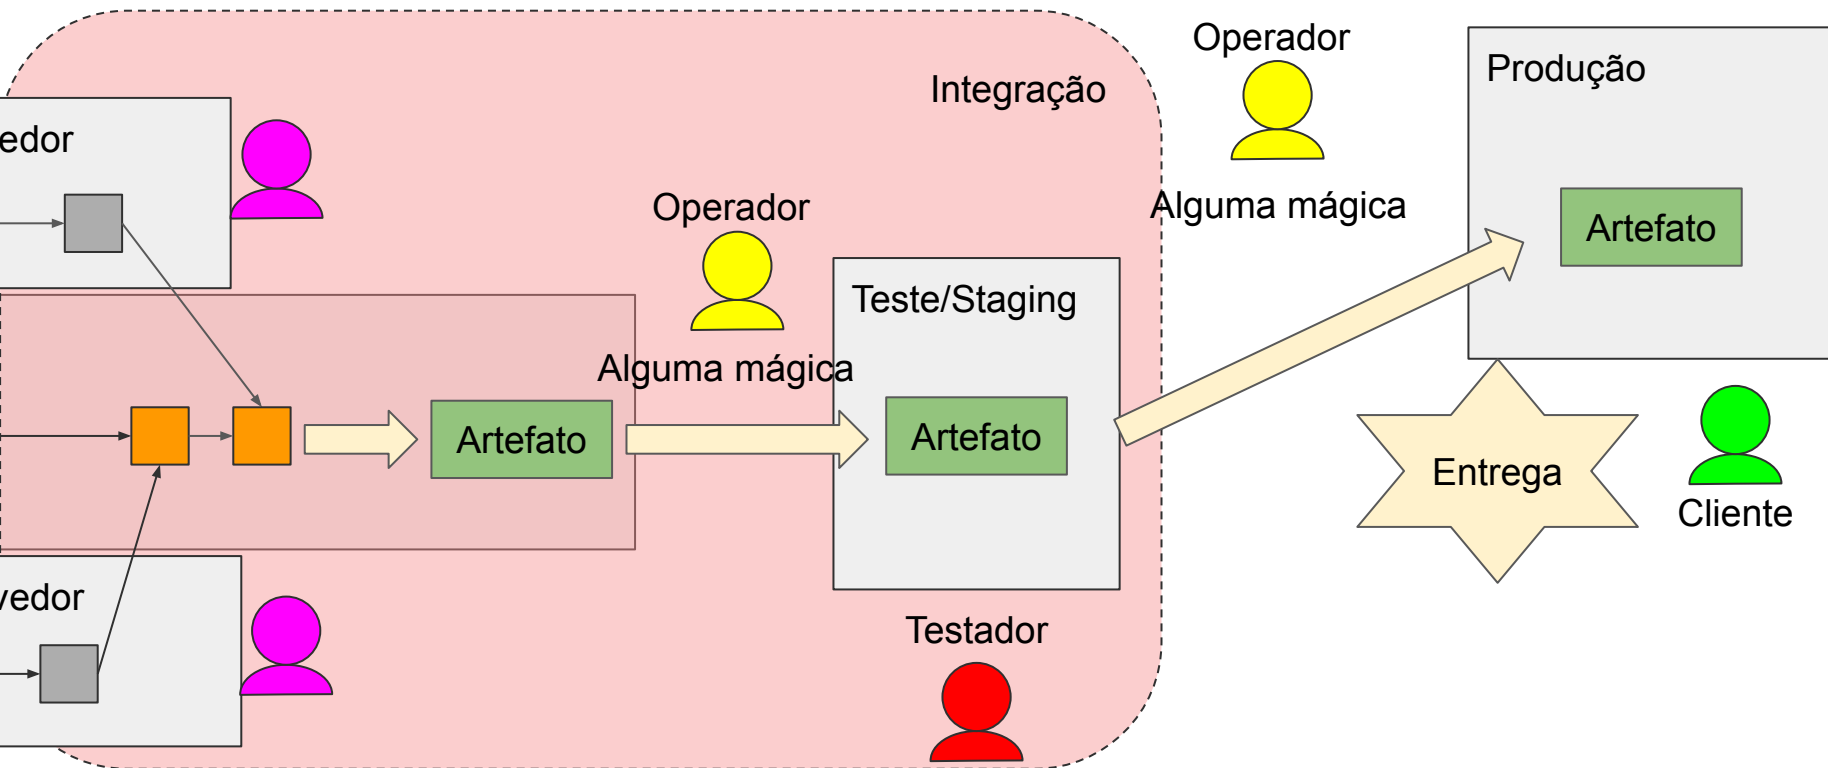 Operador
Produção
Integração
edor
Operador
Alguma mágica
Artefato
Teste/Staging
Alguma mágica
Artefato
Artefato
Entrega
Cliente
vedor
Testador